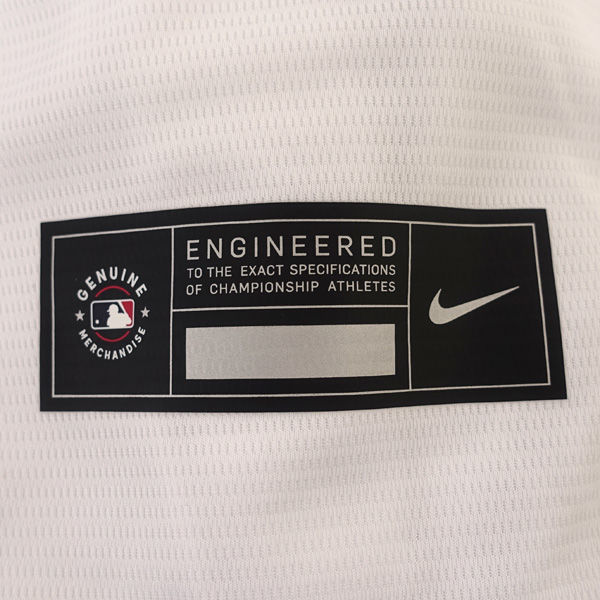 GENUINE
MERCHANDISE
ENGINEERED
TO THE EXACT SPECIFICATIONS
OF CHAMPIONSHIP ATHLETES